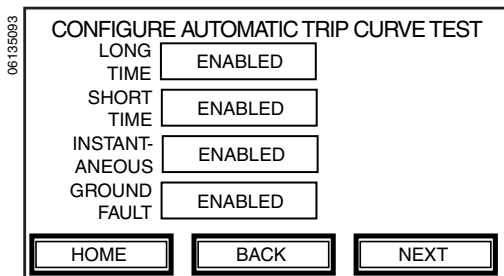 06135093
CONFIGURE AUTOMATIC TRIP CURVE TEST
LONG
TIME
ENABLED
SHORT
TIME
ENABLED
INSTANT-
ANEOUS
ENABLED
GROUND
FAULT
ENABLED
HOME
BACK
NEXT